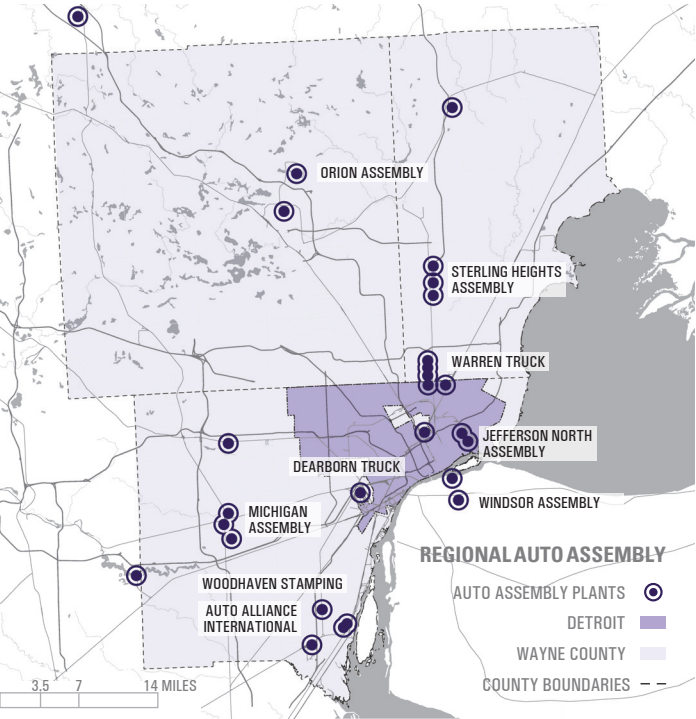 ORION ASSEMBLY
STERLING HEIGHTS
ASSEMBLY
WARREN TRUCK
JEFFERSON NORTH
ASSEMBLY
DEARBORN TRUCK
WINDSOR ASSEMBLY
MICHIGAN
ASSEMBLY
WOODHAVEN STAMPING
AUTO ALLIANCE
INTERNATIONAL
REGIONAL AUTO ASSEMBLY
AUTO ASSEMBLY PLANTS
DETROIT
WAYNE COUNTY
COUNTY BOUNDARIES
3.5 7 14 MILES